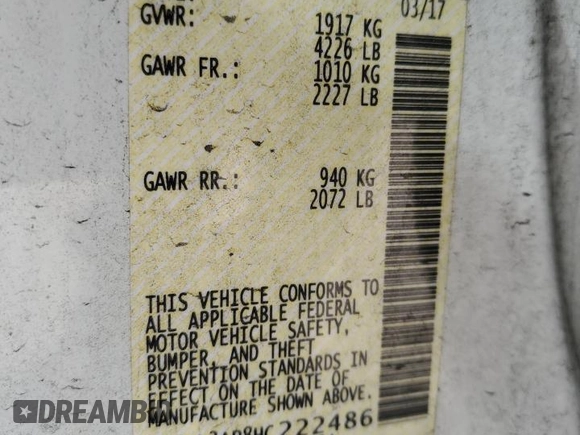 03/17
GVWR: 1917 KG
4226 LB
GAWR FR.: 1010 KG
2227 LB
GAWR RR.: 940 KG
2072 LB
THIS VEHICLE CONFORMS TO
ALL APPLICABLE FEDERAL
MOTOR VEHICLE SAFETY,
BUMPER, AND THEFT
PREVENTION STANDARDS IN
EFFECT ON THE DATE OF
MANUFACTURE SHOWN ABOVE.
222486